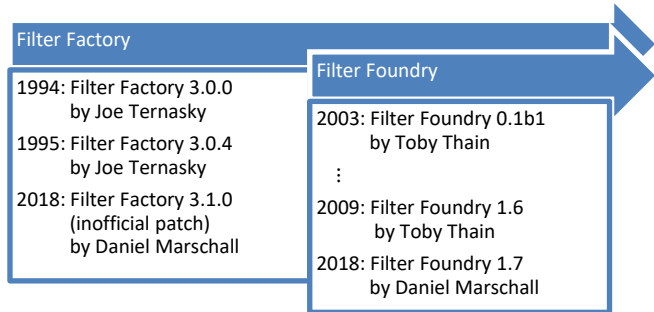 Filter Factory
1994: Filter Factory 3.0.0
by Joe Ternasky
1995: Filter Factory 3.0.4
by Joe Ternasky
2018: Filter Factory 3.1.0
(inofficial patch)
by Daniel Marschall
Filter Foundry
2003: Filter Foundry 0.1b1
by Toby Thain
⋮
2009: Filter Foundry 1.6
by Toby Thain
2018: Filter Foundry 1.7
by Daniel Marschall